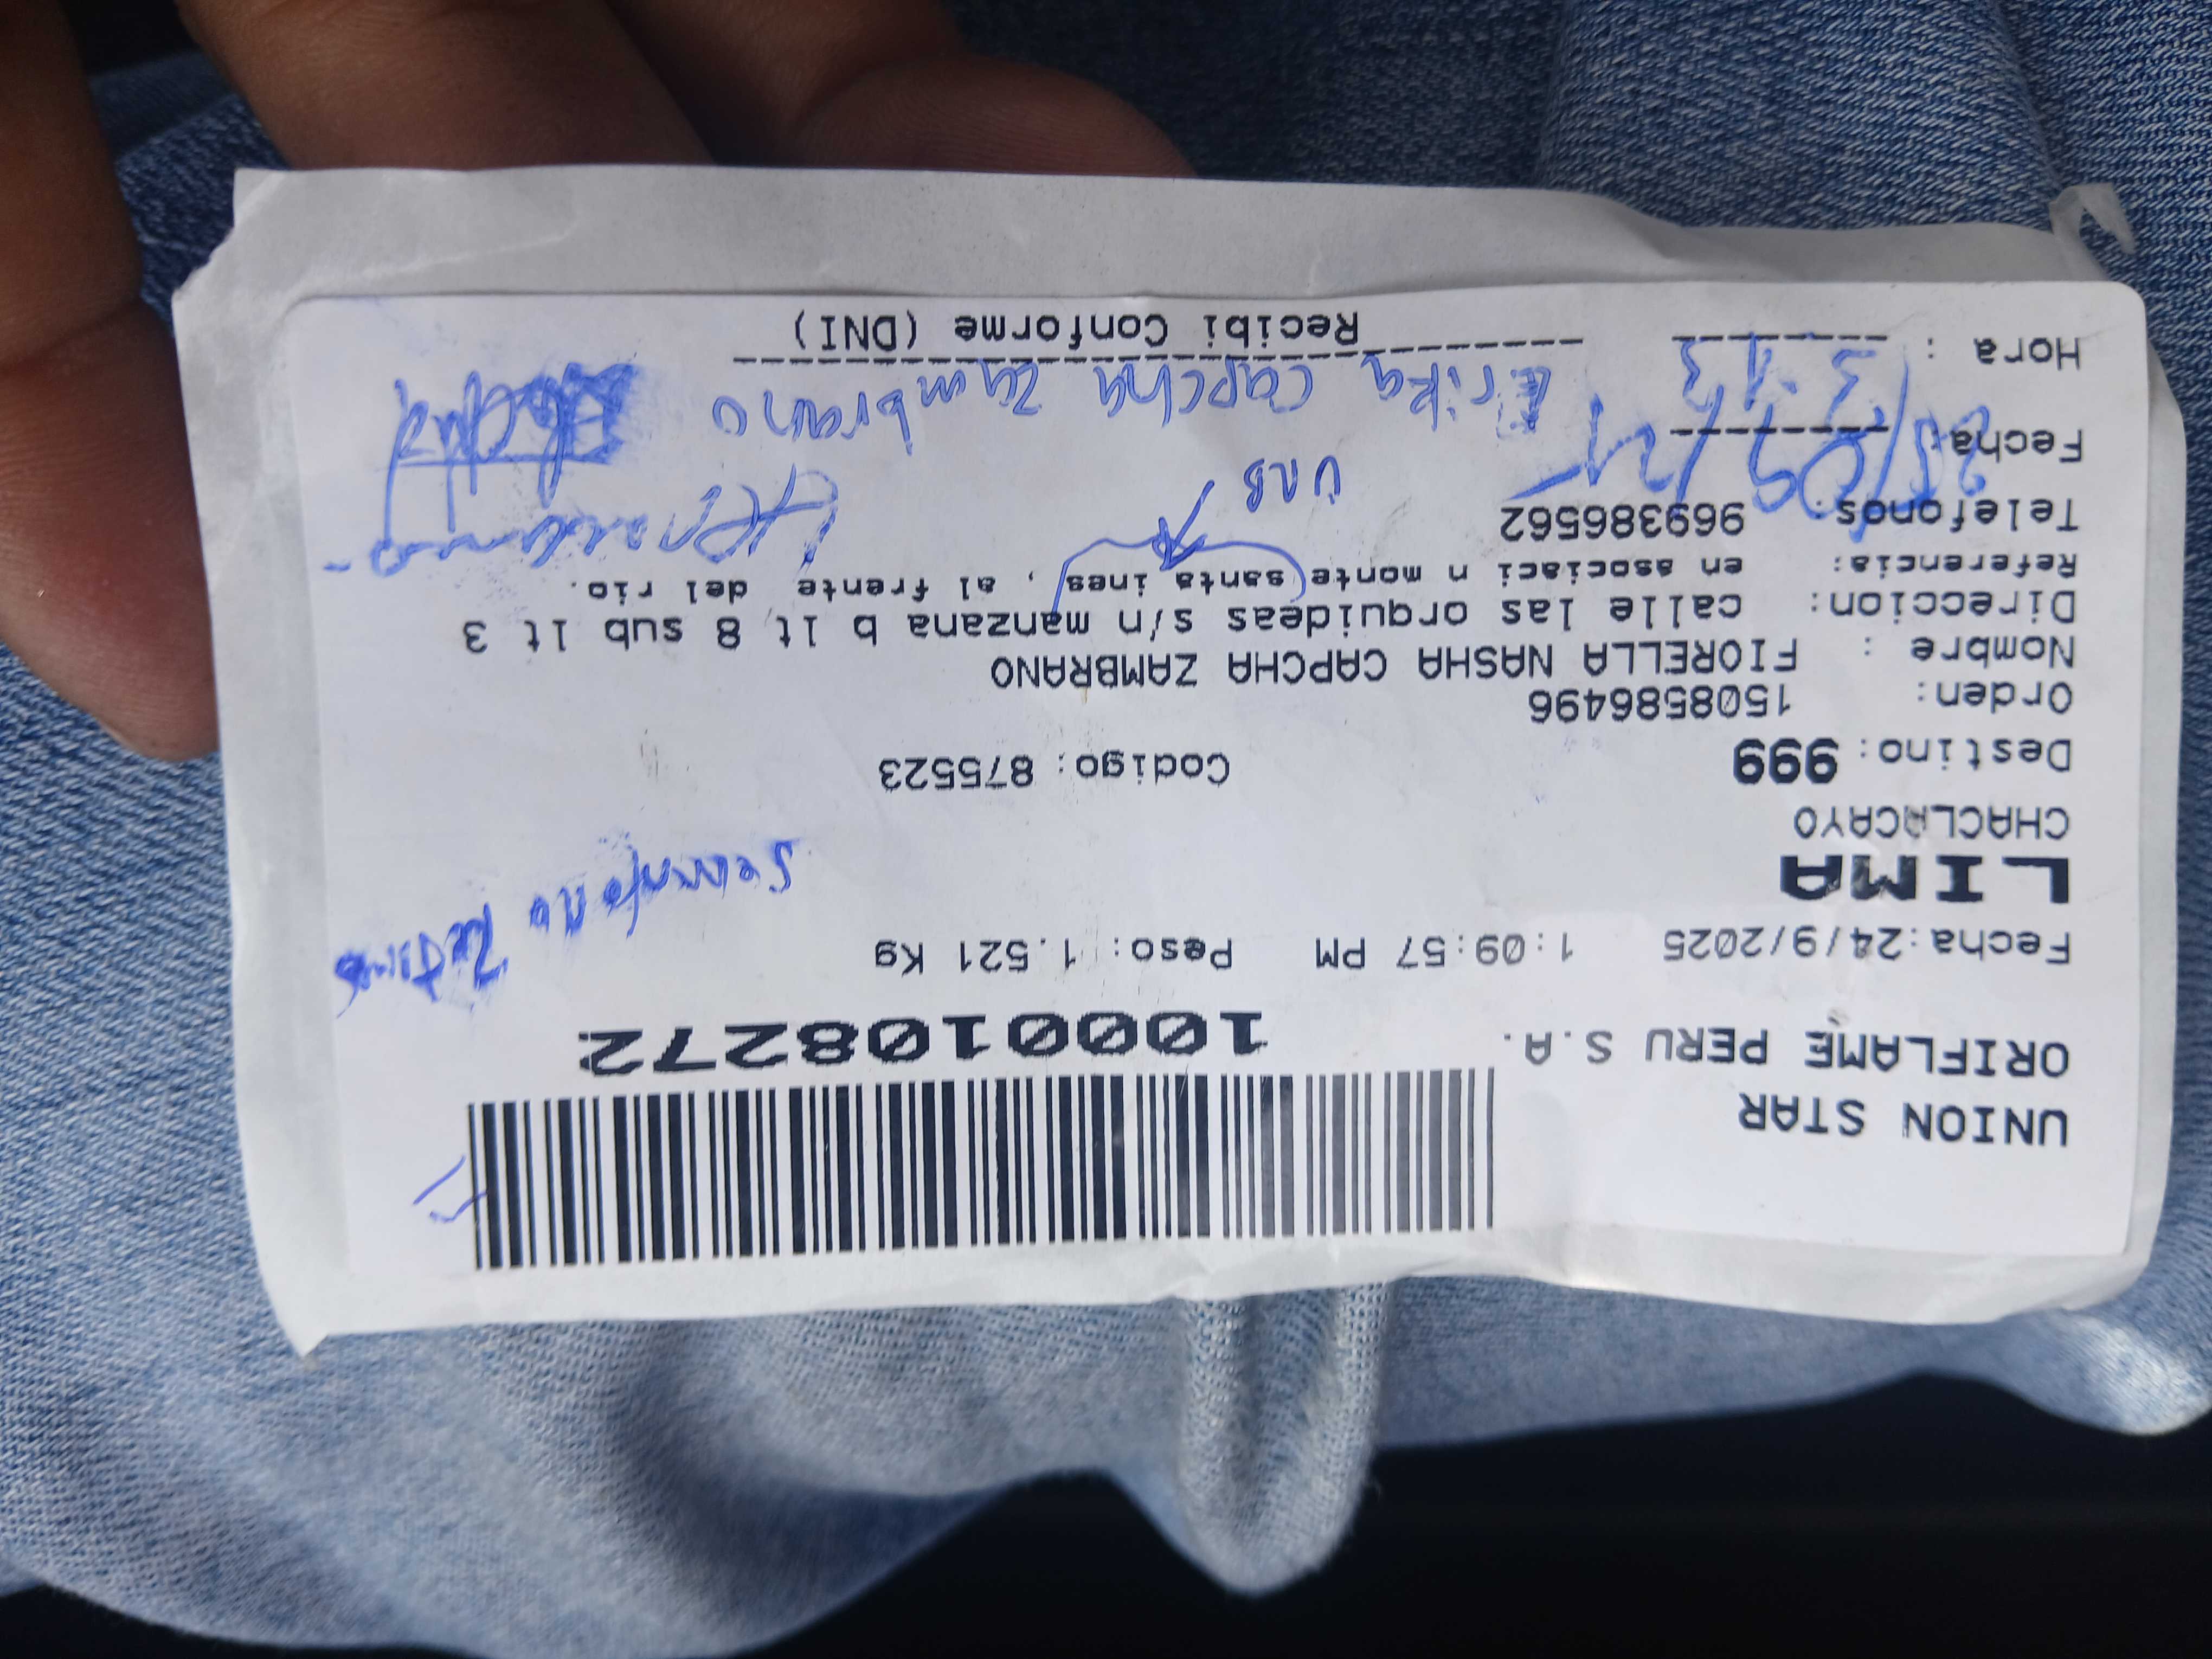 UNION STAR
ORIFLAME PERU S.A.
1000108272
Fecha:24/9/2025 1:09:57 PM Peso: 1.521 Kg
LIMA
CHACLACAYO
Destino: 999 Codigo: 875523
Orden: 1508586496
Nombre : FIORELLA NASHA CAPCHA ZAMBRANO
Direccion: calle las orquideas s/n manzana b lt 8 sub lt 3
Referencia: en asociaci n monte santa ines , al frente del rio.
Telefonos: 969386562
URB
Fecha: 25/09/
Erika Capcha Zambrano
Hora : 3:13
Recibi Conforme (DNI)